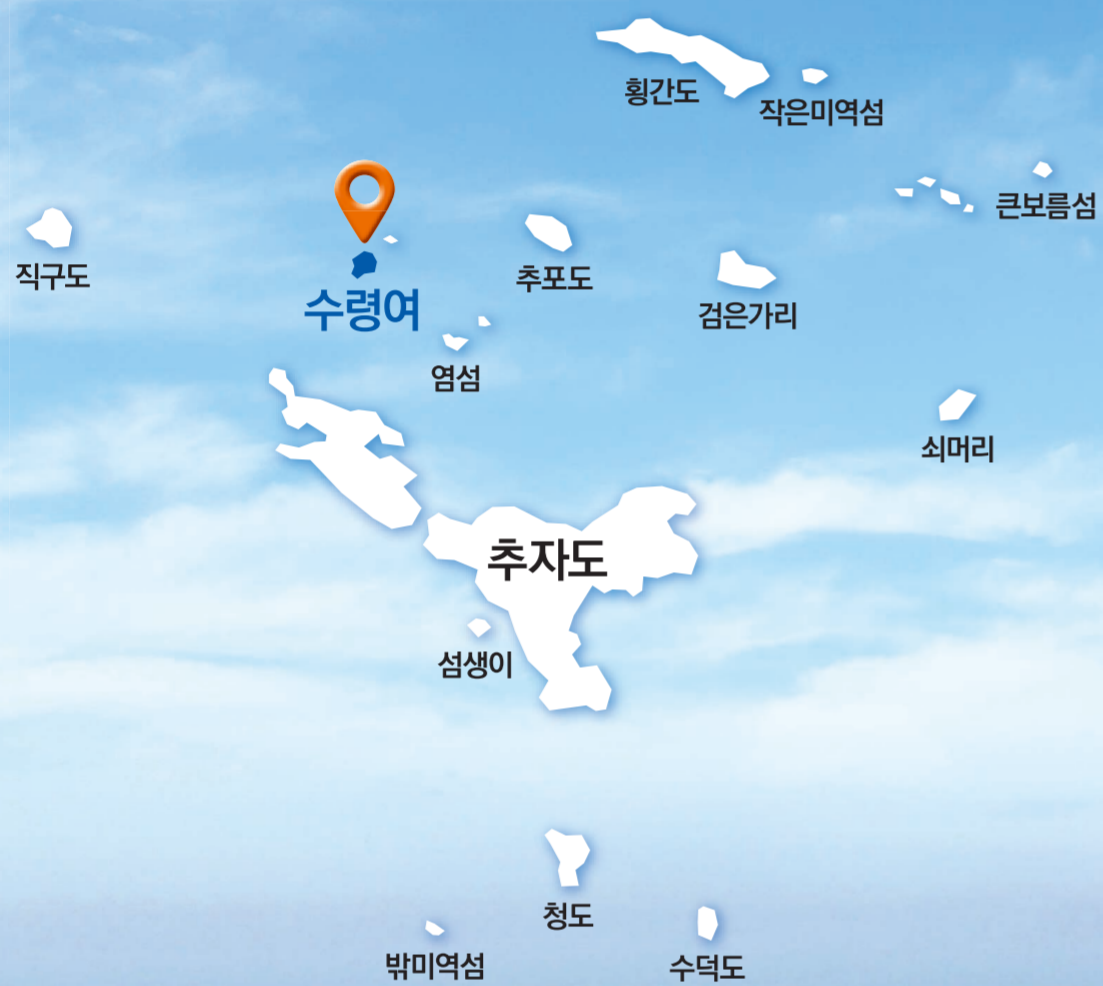 횡간도
작은미역섬
큰보름섬
직구도
추포도
수령여
검은가리
염섬
쇠머리
추자도
섬생이
청도
밖미역섬
수덕도